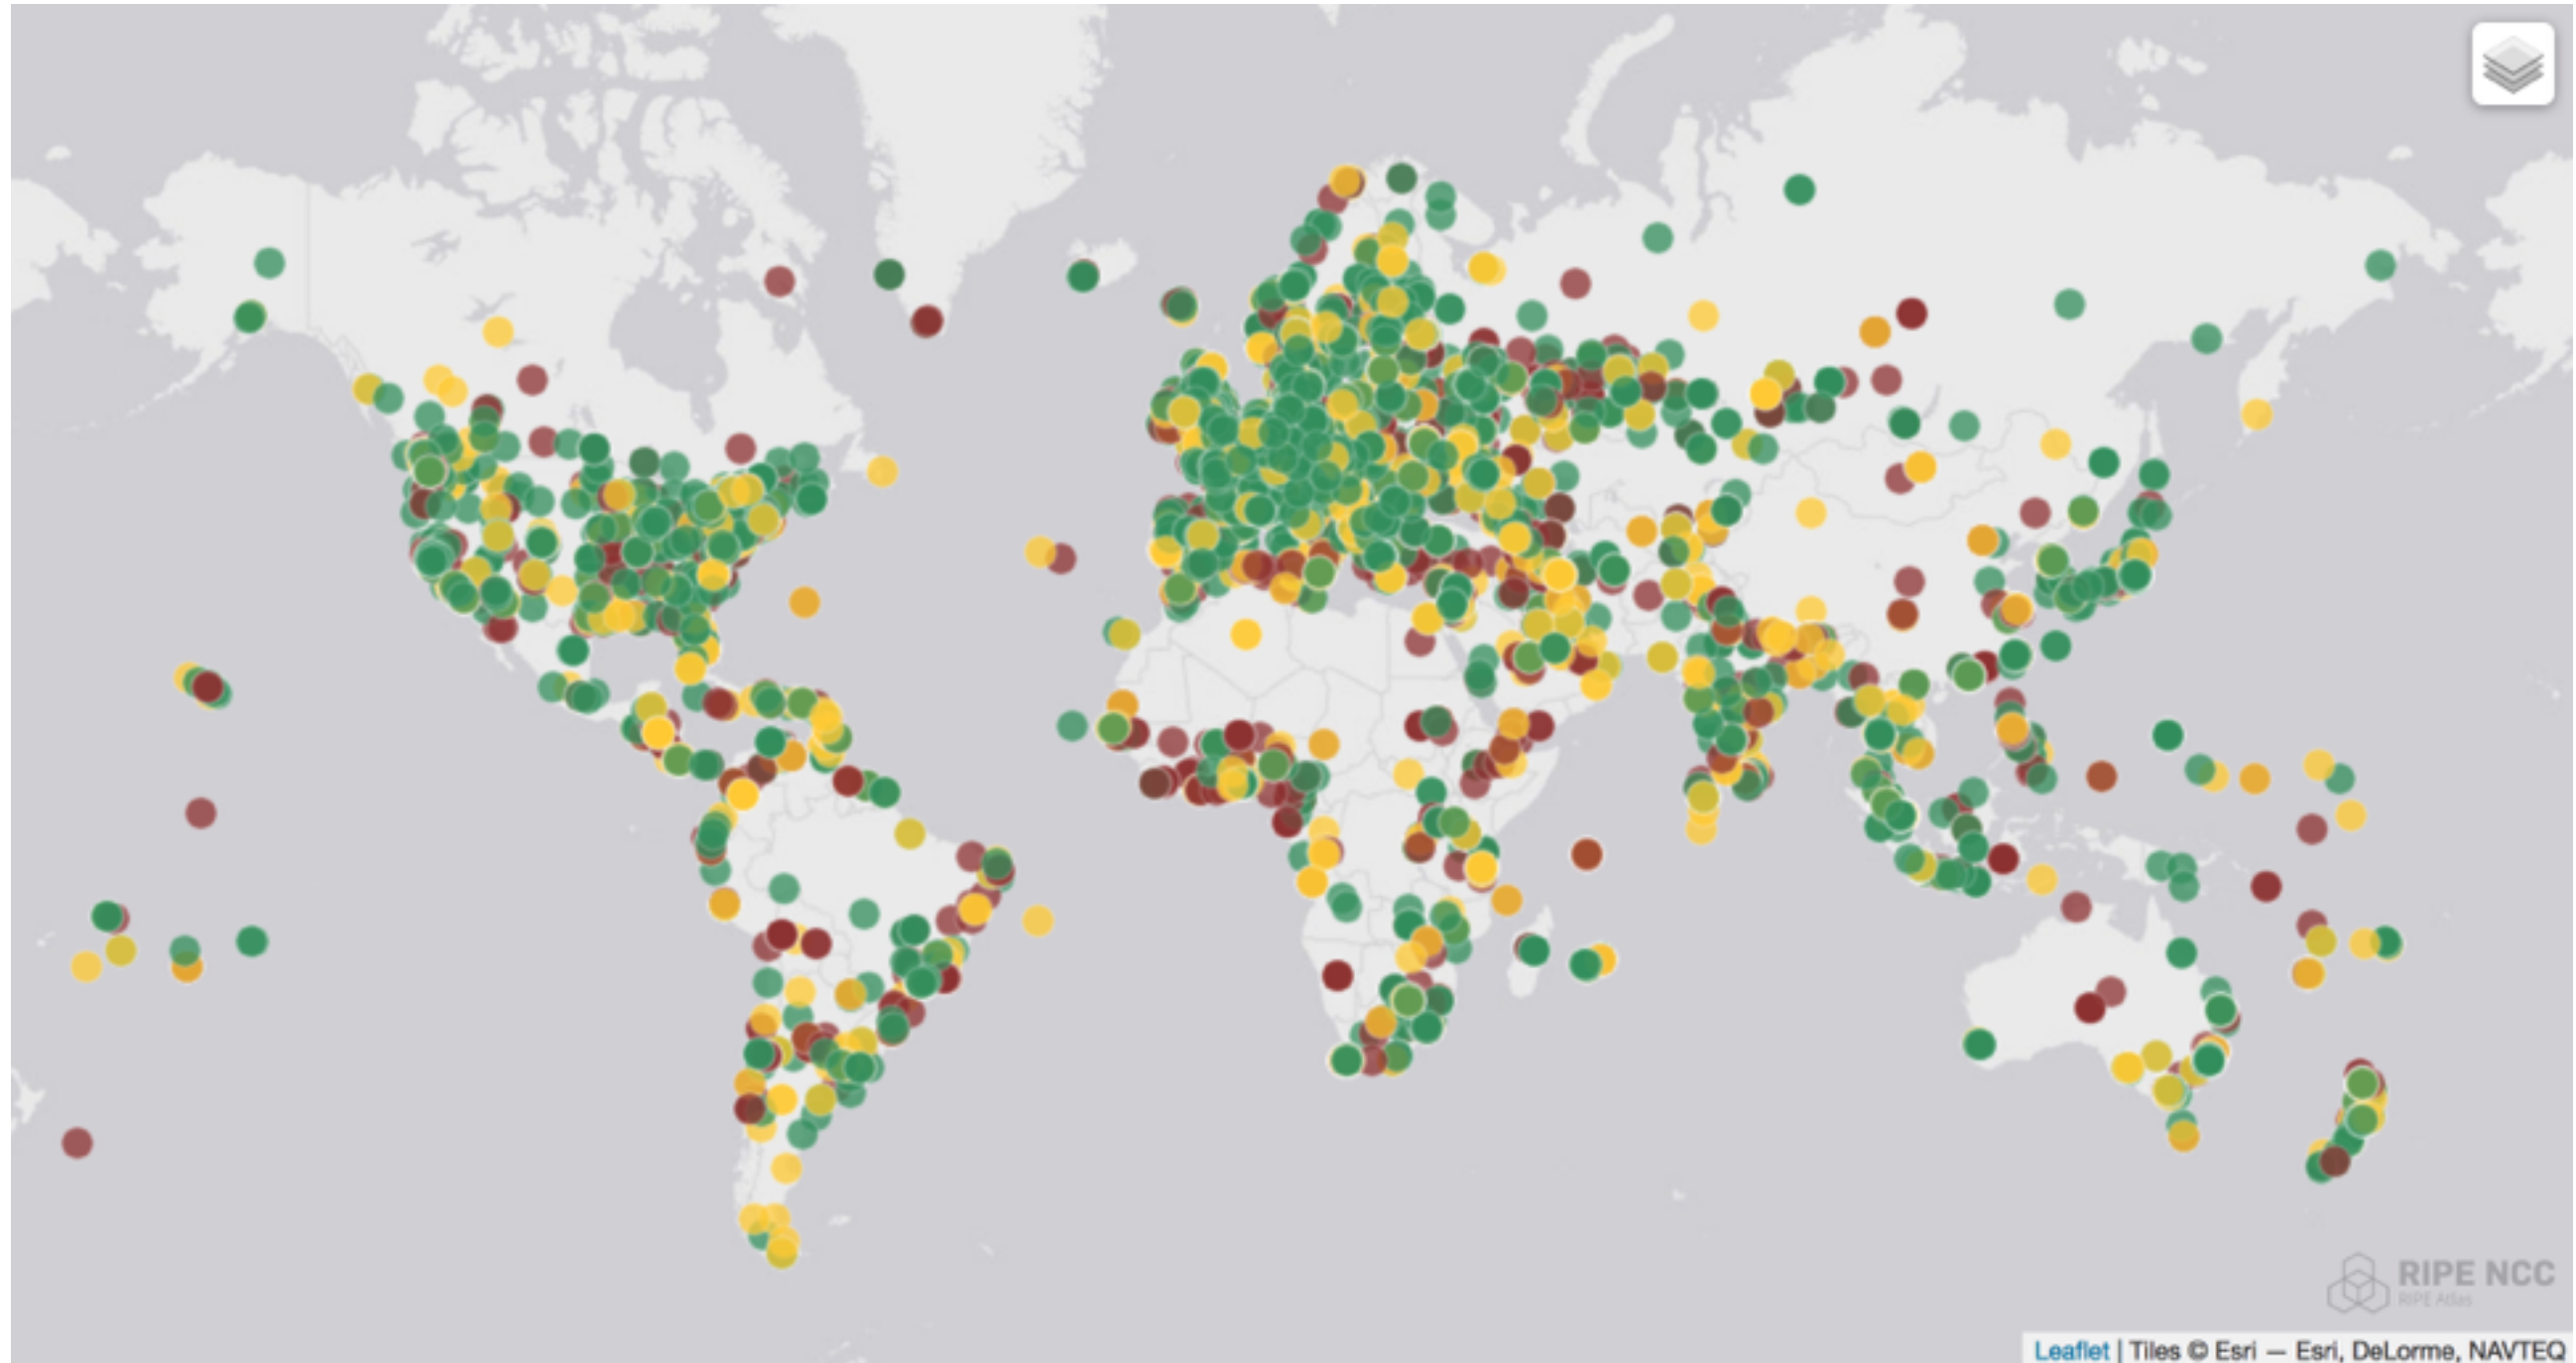 RIPE NCC
RIPE Atlas
Leaflet | Tiles © Esri — Esri, DeLorme, NAVTEQ